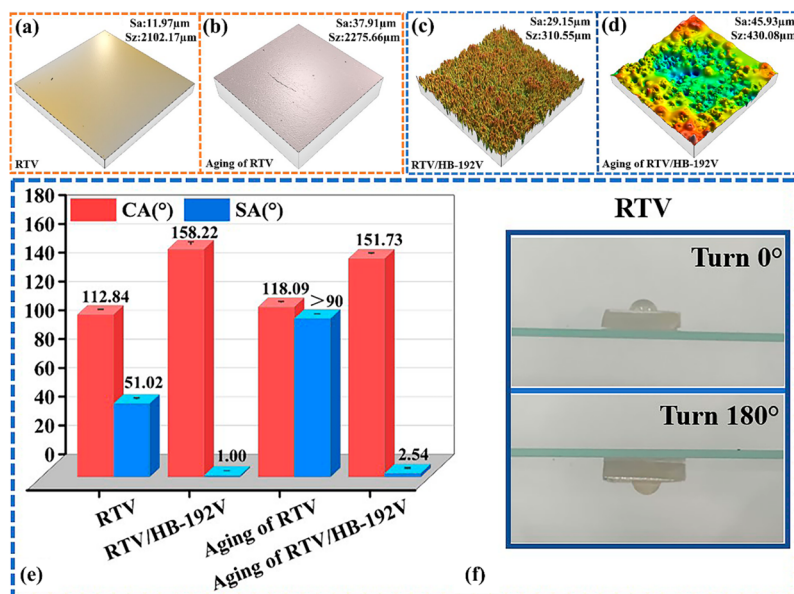 (a)
Sa:11.97µm
Sz:2102.17µm
RTV
(b)
Sa:37.91µm
Sz:2275.66µm
Aging of RTV
(c)
Sa:29.15µm
Sz:310.55µm
RTV/HB-192V
(d)
Sa:45.93µm
Sz:430.08µm
Aging of RTV/HB-192V
180
160
140
120
100
80
60
40
20
0
CA(°)
SA(°)
112.84
51.02
158.22
1.00
118.09
>90
151.73
2.54
RTV
RTV/HB-192V
Aging of RTV
Aging of RTV/HB-192V
(e)
RTV
Turn 0°
Turn 180°
(f)